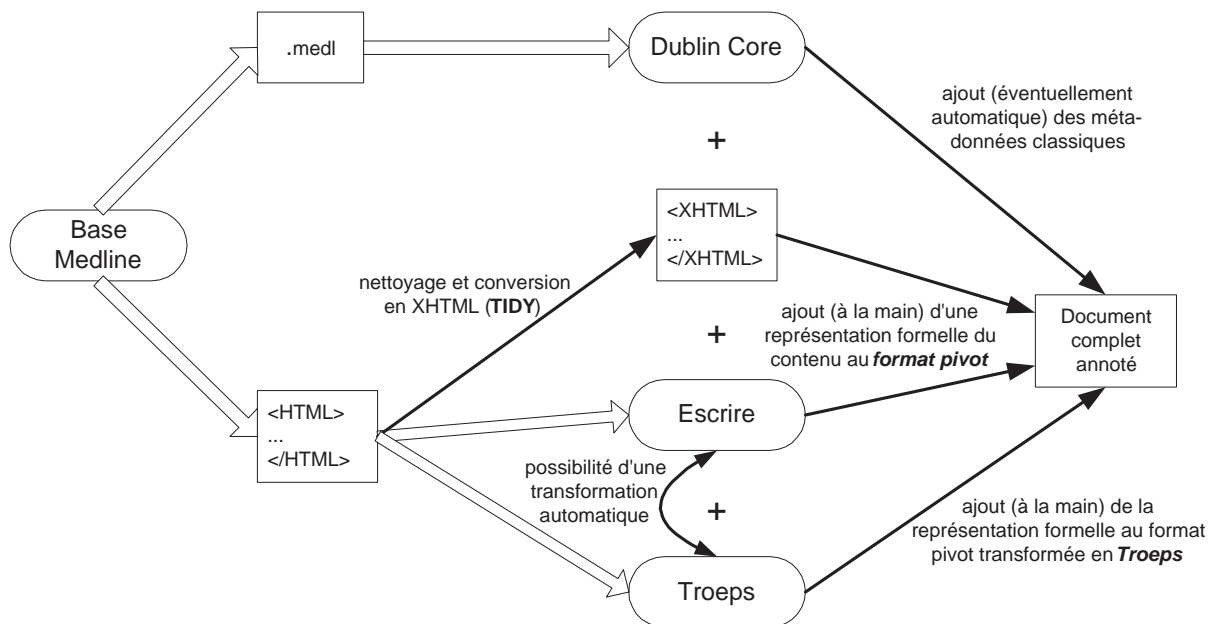 .medl
Dublin Core
ajout (éventuellement
automatique) des méta-
données classiques
+
Base
Medline
<XHTML>
...
</XHTML>
nettoyage et conversion
en XHTML (TIDY)
+
ajout (à la main) d'une
représentation formelle du
contenu au format pivot
Document
complet
annoté
<HTML>
...
</HTML>
Escrire
possibilité d'une
transformation
automatique
+
ajout (à la main) de la
représentation formelle au format
pivot transformée en Troeps
Troeps